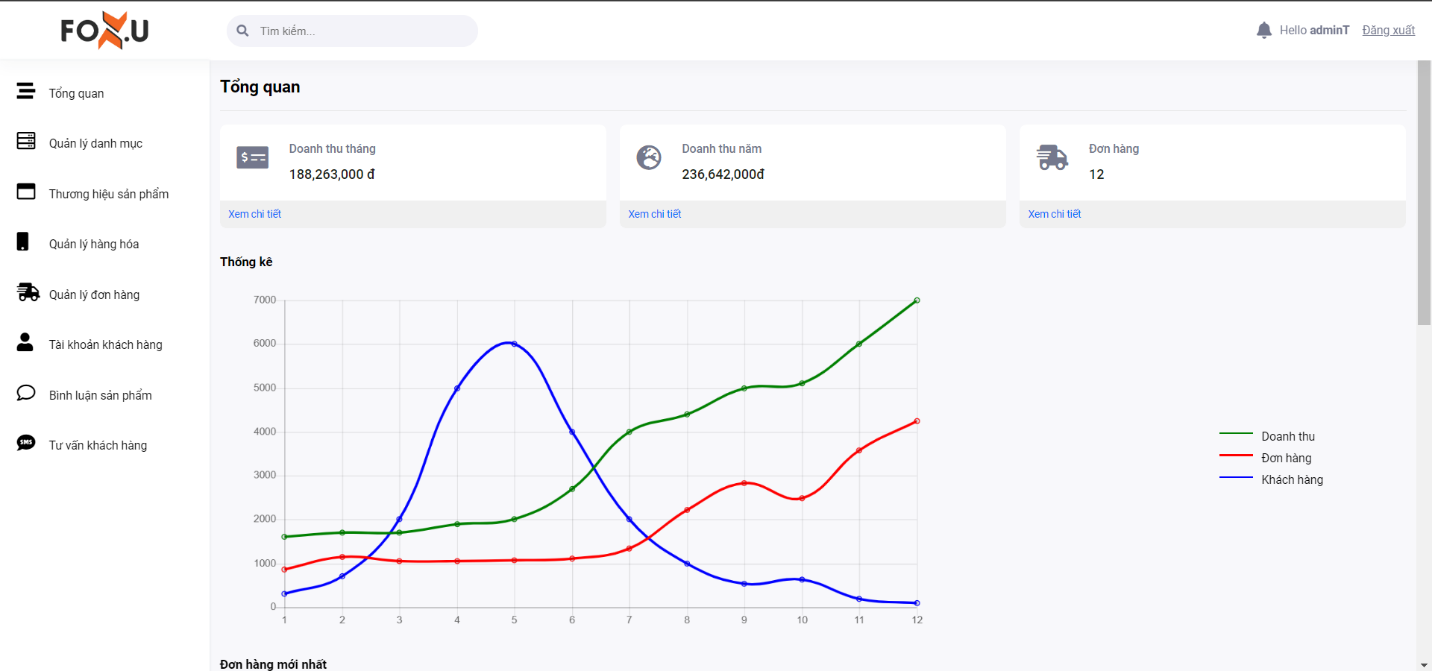 FOX.U
Tìm kiếm...
Hello adminT Đăng xuất
Tổng quan
Quản lý danh mục
Thương hiệu sản phẩm
Quản lý hàng hóa
Quản lý đơn hàng
Tài khoản khách hàng
Bình luận sản phẩm
SMS
Tư vấn khách hàng
Tổng quan
Doanh thu tháng
188,263,000 đ
Xem chi tiết
Doanh thu năm
236,642,000đ
Xem chi tiết
Đơn hàng
12
Xem chi tiết
Thống kê
7000
6000
5000
4000
3000
2000
1000
0
1 2 3 4 5 6 7 8 9 10 11 12
Doanh thu
Đơn hàng
Khách hàng
Đơn hàng mới nhất